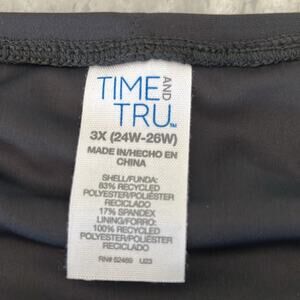 TIME AND
TRU™
3X (24W-26W)
MADE IN/HECHO EN
CHINA
SHELL/FUNDA:
83% RECYCLED
POLYESTER/POLIÉSTER
RECICLADO
17% SPANDEX
LINING/FORRO:
100% RECYCLED
POLYESTER/POLIÉSTER
RECICLADO
RN# 52469 U23